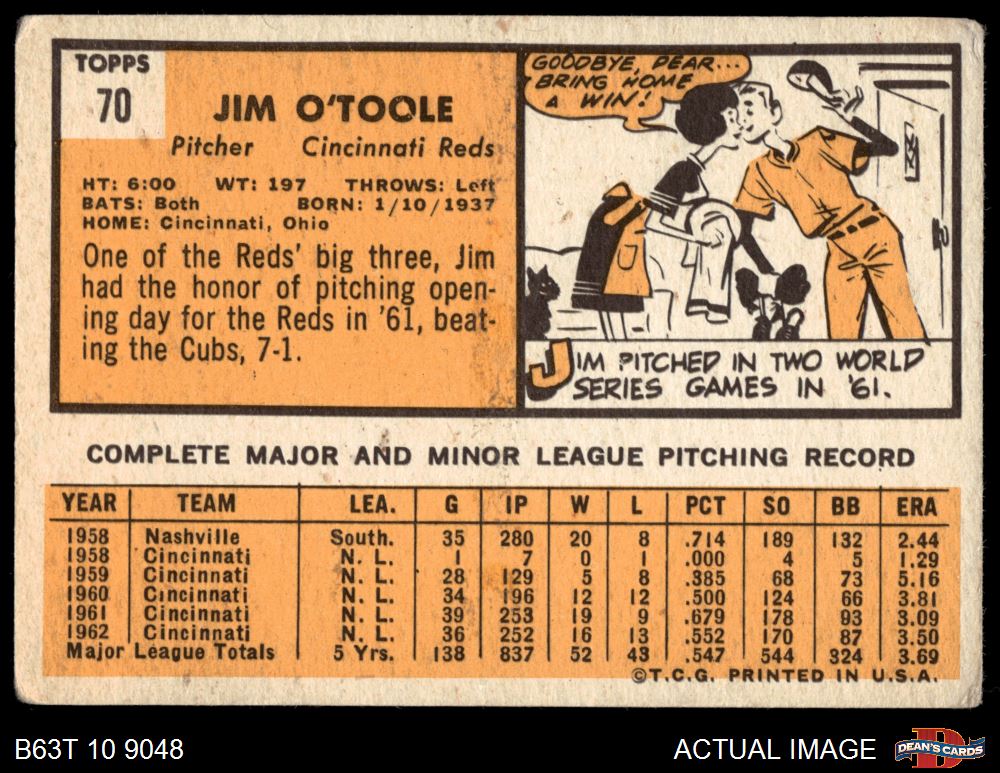 TOPPS
70
JIM O'TOOLE
Pitcher Cincinnati Reds
HT: 6:00 WT: 197 THROWS: Left
BATS: Both BORN: 1/10/1937
HOME: Cincinnati, Ohio
One of the Reds' big three, Jim
had the honor of pitching open-
ing day for the Reds in '61, beat-
ing the Cubs, 7-1.
GOODBYE, DEAR...
BRING HOME
A WIN!
JIM PITCHED IN TWO WORLD
SERIES GAMES IN '61.
COMPLETE MAJOR AND MINOR LEAGUE PITCHING RECORD
YEAR TEAM LEA. G IP W L PCT SO BB ERA
1958 Nashville South. 35 280 20 8 .714 189 132 2.44
1958 Cincinnati N. L. 1 7 0 1 .000 4 5 1.29
1959 Cincinnati N. L. 28 129 5 8 .385 68 73 5.16
1960 Cincinnati N. L. 34 196 12 12 .500 124 66 3.81
1961 Cincinnati N. L. 39 253 19 9 .679 178 93 3.09
1962 Cincinnati N. L. 36 252 16 13 .552 170 87 3.50
Major League Totals 5 Yrs. 138 837 52 43 .547 544 324 3.69
©T.C.G. PRINTED IN U.S.A.
B63T 10 9048
ACTUAL IMAGE
DEAN'S CARDS